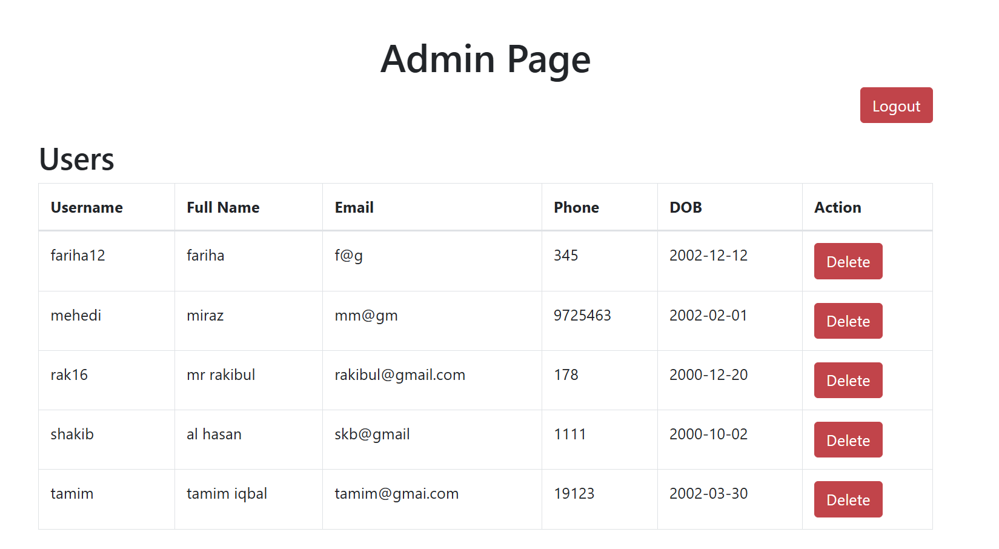 Admin Page
Logout
Users
Username Full Name Email Phone DOB Action
fariha12 fariha f@g 345 2002-12-12 Delete
mehedi miraz mm@gm 9725463 2002-02-01 Delete
rak16 mr rakibul rakibul@gmail.com 178 2000-12-20 Delete
shakib al hasan skb@gmail 1111 2000-10-02 Delete
tamim tamim iqbal tamim@gmai.com 19123 2002-03-30 Delete